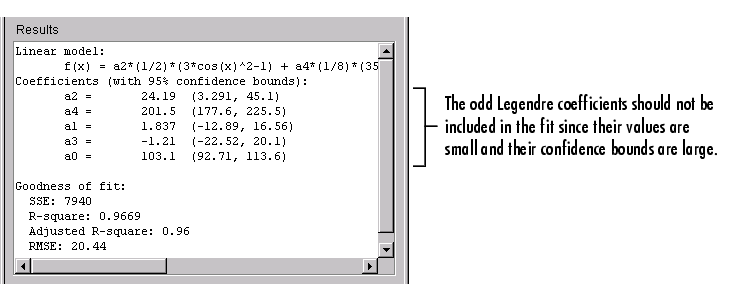 Results
Linear model:
f(x) = a2*(1/2)*(3*cos(x)^2-1) + a4*(1/8)*(35
Coefficients (with 95% confidence bounds):
a2 = 24.19 (3.291, 45.1)
a4 = 201.5 (177.6, 225.5)
a1 = 1.837 (-12.89, 16.56)
a3 = -1.21 (-22.52, 20.1)
a0 = 103.1 (92.71, 113.6)
Goodness of fit:
SSE: 7940
R-square: 0.9669
Adjusted R-square: 0.96
RMSE: 20.44
The odd Legendre coefficients should not be
included in the fit since their values are
small and their confidence bounds are large.